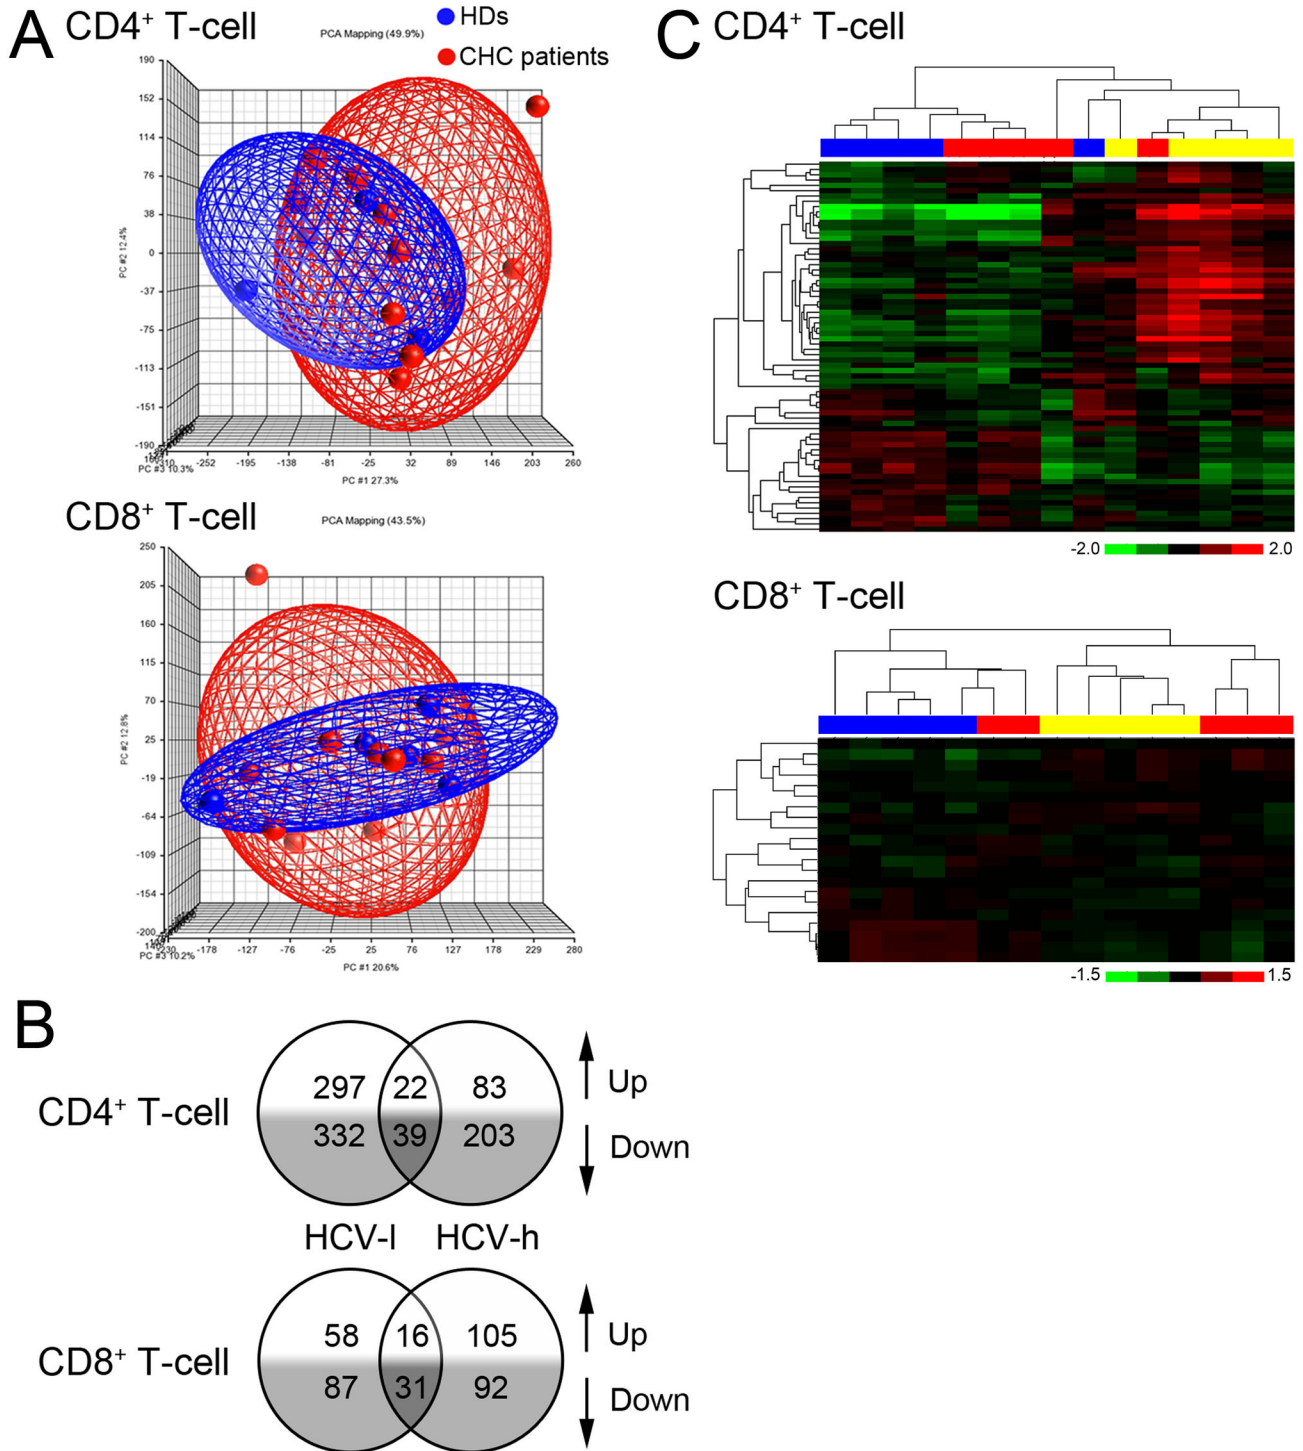 A
CD4+ T-cell
PCA Mapping (49.9%)
HDs
CHC patients
190
152
114
76
38
0
-37
-75
-113
-151
-190
PC #2 12.4%
PC #3 10.3%
-310
-252
-195
-138
-81
-25
32
89
146
203
260
PC #1 27.3%
CD8+ T-cell
PCA Mapping (43.5%)
250
205
160
115
70
25
-19
-64
-109
-154
-200
PC #2 12.8%
PC #3 10.2%
-230
-178
-127
-76
-25
25
76
127
178
229
280
PC #1 20.6%
B
CD4+ T-cell
297 22 83
332 39 203
Up
Down
HCV-l HCV-h
CD8+ T-cell
58 16 105
87 31 92
Up
Down
C
CD4+ T-cell
-2.0 2.0
CD8+ T-cell
-1.5 1.5